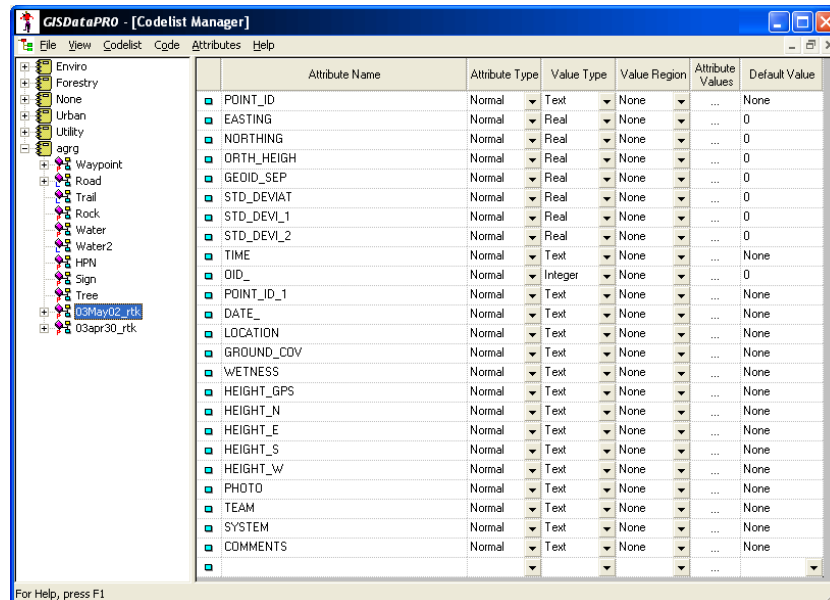 GISDataPRO - [Codelist Manager]
File View Codelist Code Attributes Help
Enviro
Forestry
None
Urban
Utility
agrg
Waypoint
Road
Trail
Rock
Water
Water2
HPN
Sign
Tree
03May02_rtk
03apr30_rtk
Attribute Name Attribute Type Value Type Value Region Attribute Values Default Value
POINT_ID Normal Text None ... None
EASTING Normal Real None ... 0
NORTHING Normal Real None ... 0
ORTH_HEIGH Normal Real None ... 0
GEOID_SEP Normal Real None ... 0
STD_DEVIAT Normal Real None ... 0
STD_DEVI_1 Normal Real None ... 0
STD_DEVI_2 Normal Real None ... 0
TIME Normal Text None ... None
OID_ Normal Integer None ... 0
POINT_ID_1 Normal Text None ... None
DATE_ Normal Text None ... None
LOCATION Normal Text None ... None
GROUND_COV Normal Text None ... None
WETNESS Normal Text None ... None
HEIGHT_GPS Normal Text None ... None
HEIGHT_N Normal Text None ... None
HEIGHT_E Normal Text None ... None
HEIGHT_S Normal Text None ... None
HEIGHT_W Normal Text None ... None
PHOTO Normal Text None ... None
TEAM Normal Text None ... None
SYSTEM Normal Text None ... None
COMMENTS Normal Text None ... None
...
For Help, press F1